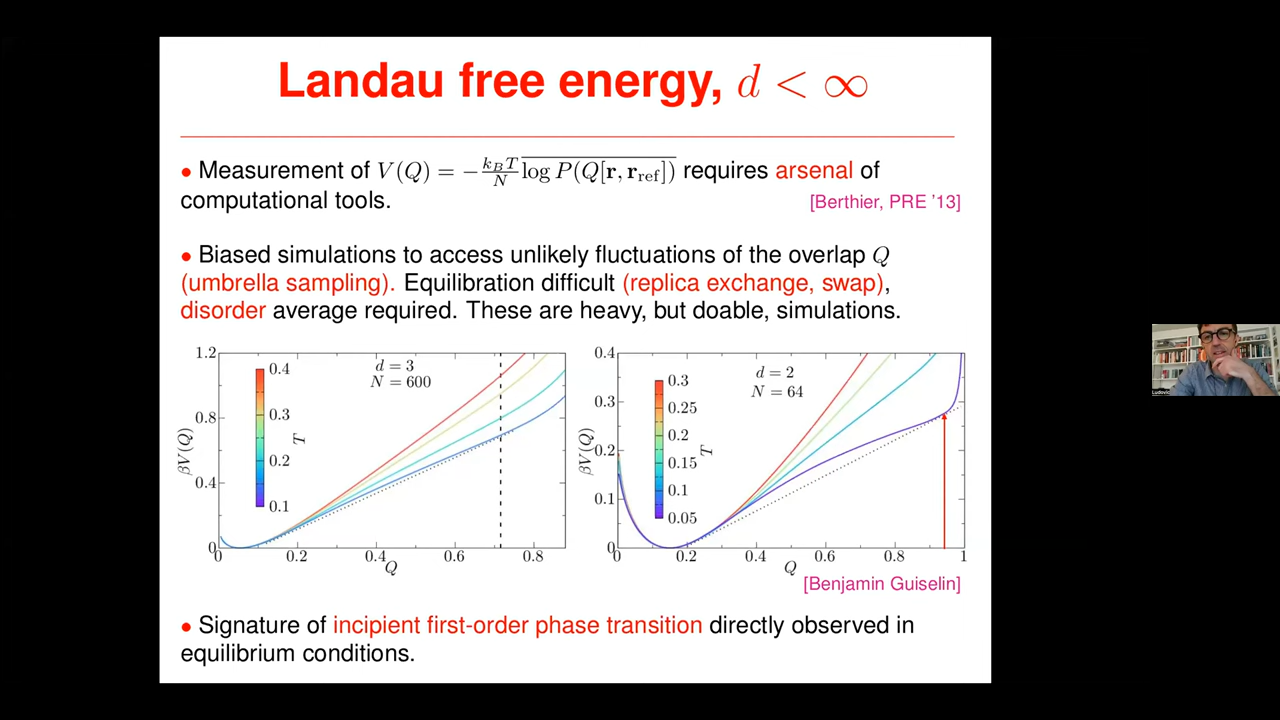 Landau free energy, d < ∞
• Measurement of V(Q) = −\frac{k_B T}{N} \overline{log P(Q[r, r_ref])} requires arsenal of
computational tools. [Berthier, PRE '13]
• Biased simulations to access unlikely fluctuations of the overlap Q
(umbrella sampling). Equilibration difficult (replica exchange, swap),
disorder average required. These are heavy, but doable, simulations.
1.2
0.8
0.4
0
βV(Q)
d = 3
N = 600
0.4
0.3
0.2
0.1
T
0 0.2 0.4 0.6 0.8
Q
0.4
0.3
0.2
0.1
0
βV(Q)
d = 2
N = 64
0.3
0.25
0.2
0.15
0.1
0.05
T
0 0.2 0.4 0.6 0.8 1
Q
[Benjamin Guiselin]
• Signature of incipient first-order phase transition directly observed in
equilibrium conditions.
Ludovic